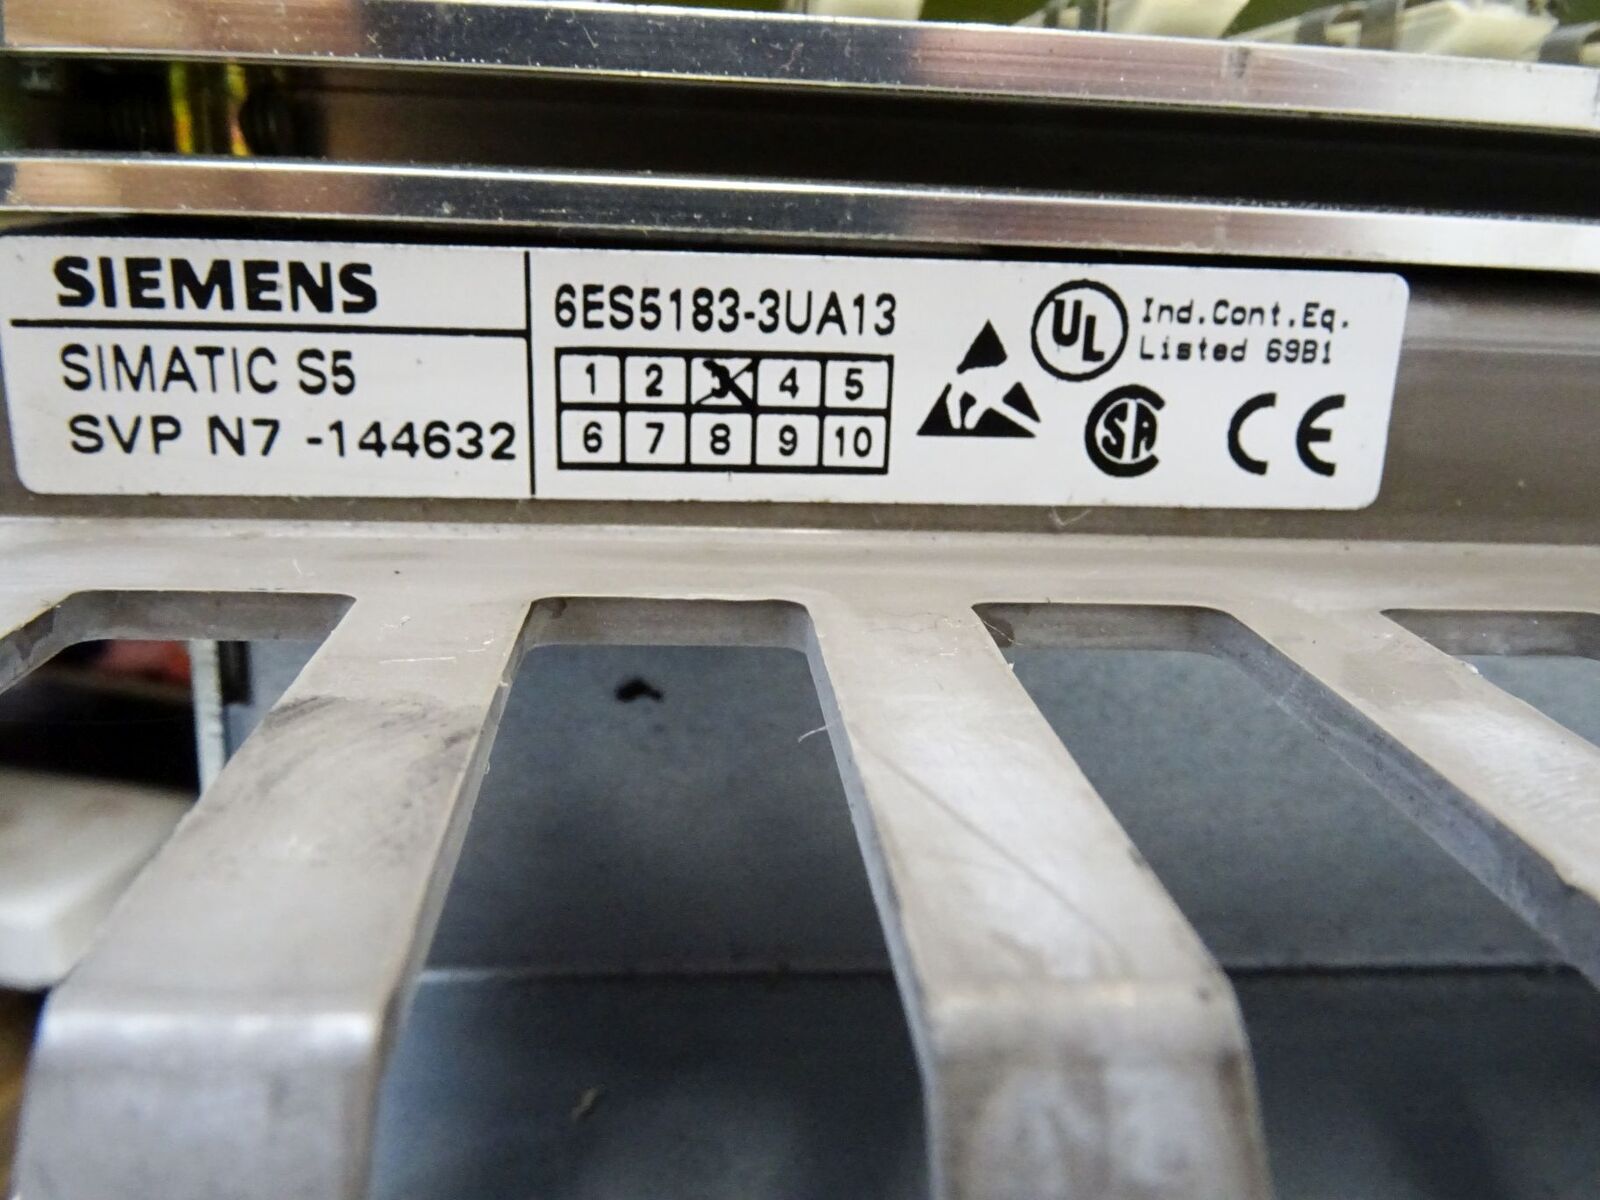 SIEMENS
SIMATIC S5
SVP N7 -144632
6ES5183-3UA13
1 2 3 4 5
6 7 8 9 10
UL
Ind.Cont.Eq.
Listed 69B1
SA
CE